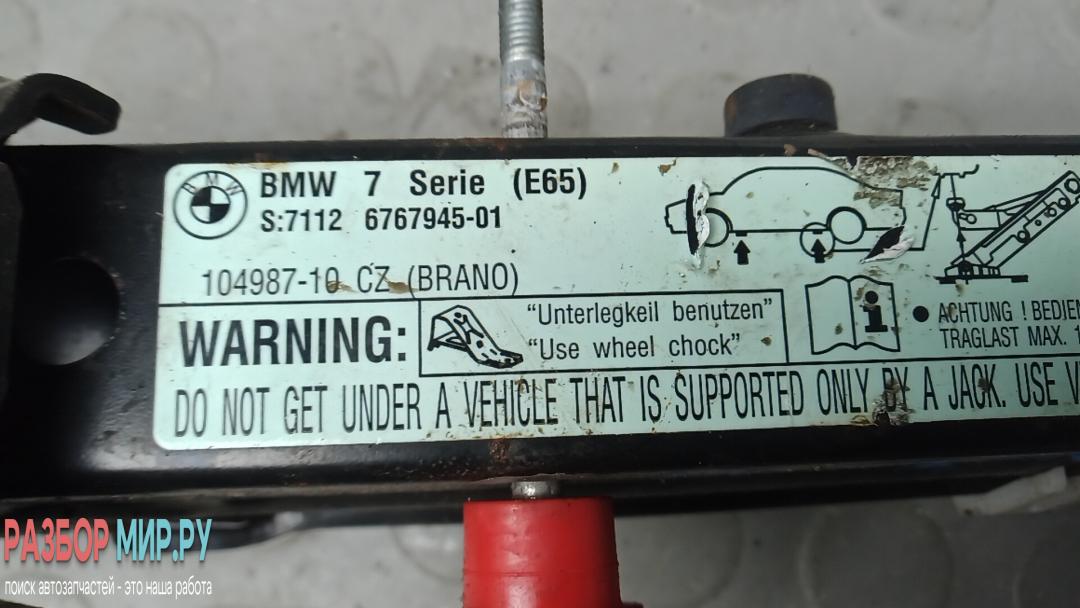 BMW
BMW 7 Serie (E65)
S:7112 6767945-01
104987-10 CZ (BRANO)
WARNING:
"Unterlegkeil benutzen"
"Use wheel chock"
i
• ACHTUNG ! BEDIEN
TRAGLAST MAX. 1
DO NOT GET UNDER A VEHICLE THAT IS SUPPORTED ONLY BY A JACK. USE V
РАЗБОР МИР.РУ
поиск автозапчастей - это наша работа